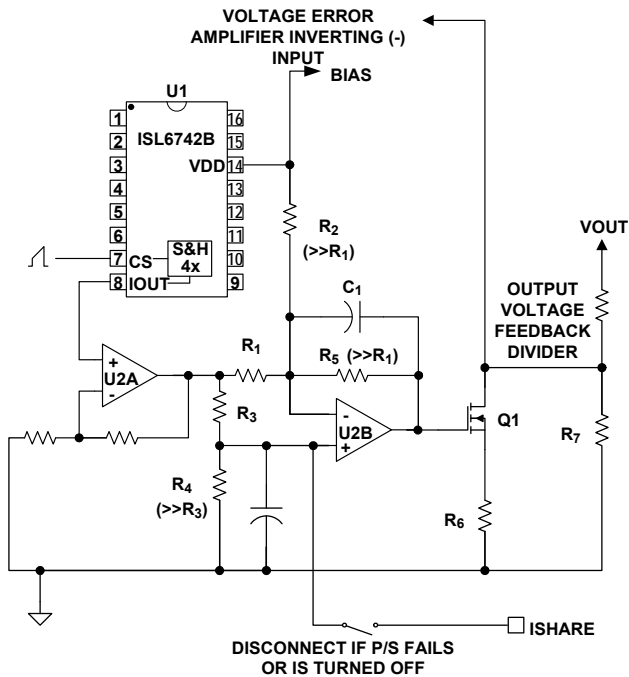 VOLTAGE ERROR
AMPLIFIER INVERTING (-)
INPUT
BIAS
U1
1 16
ISL6742B
2 15
3 VDD 14
4 13
5 12
6 11
S&H
4x
7 CS 10
8 IOUT 9
R2
(>>R1)
VOUT
C1
OUTPUT
VOLTAGE
FEEDBACK
DIVIDER
R1
R5 (>>R1)
+
U2A
-
R3
-
U2B
+
Q1
R7
R4
(>>R3)
R6
ISHARE
DISCONNECT IF P/S FAILS
OR IS TURNED OFF